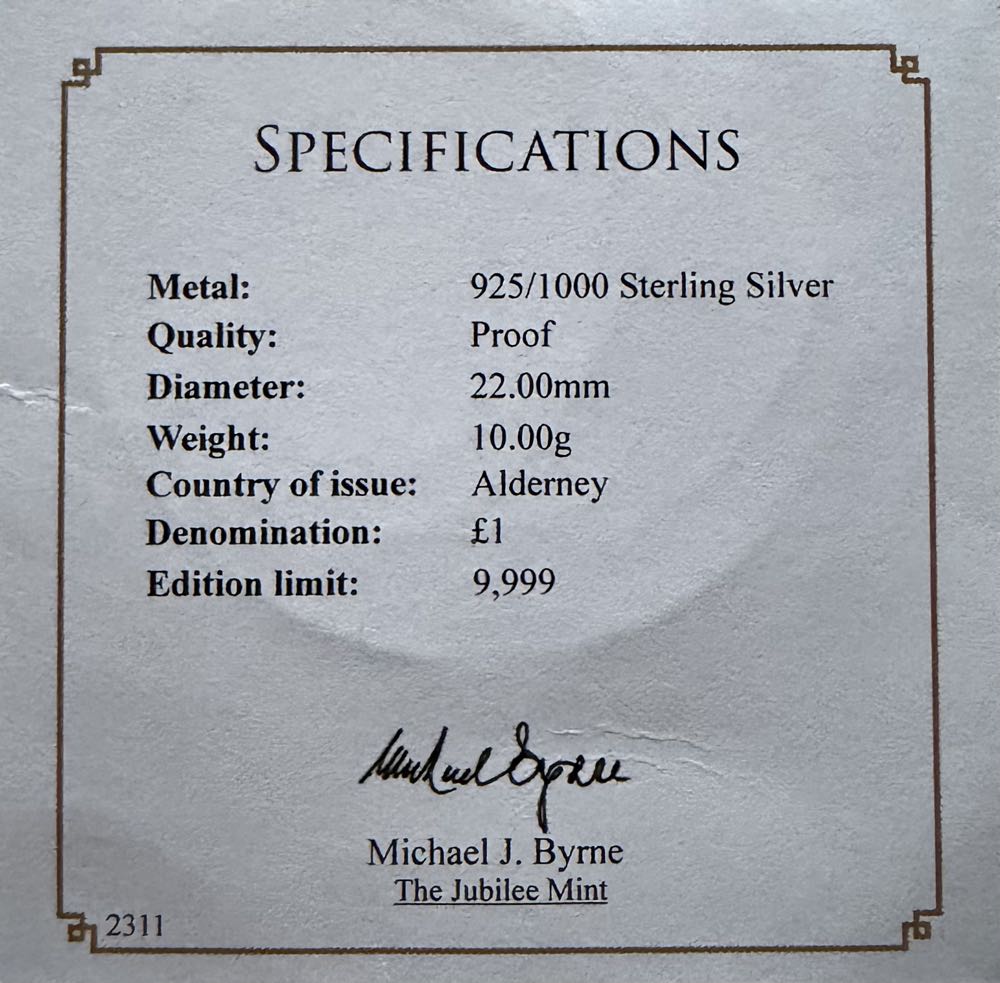 SPECIFICATIONS
Metal: 925/1000 Sterling Silver
Quality: Proof
Diameter: 22.00mm
Weight: 10.00g
Country of issue: Alderney
Denomination: £1
Edition limit: 9,999
Michael Byrne
Michael J. Byrne
The Jubilee Mint
2311